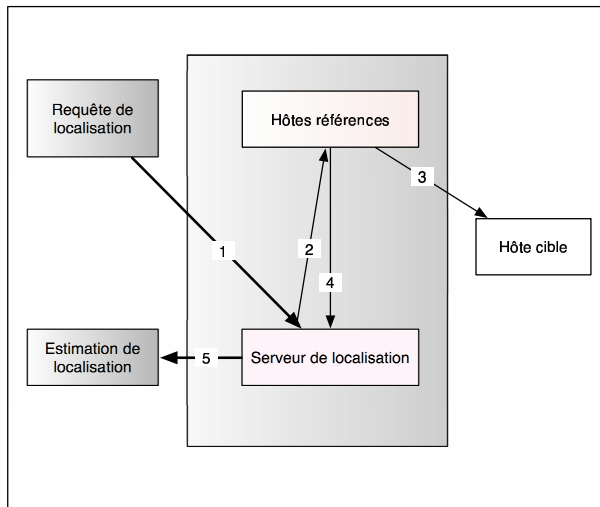 Requête de
localisation
Hôtes références
3
Hôte cible
1
2
4
Estimation de
localisation
5
Serveur de localisation